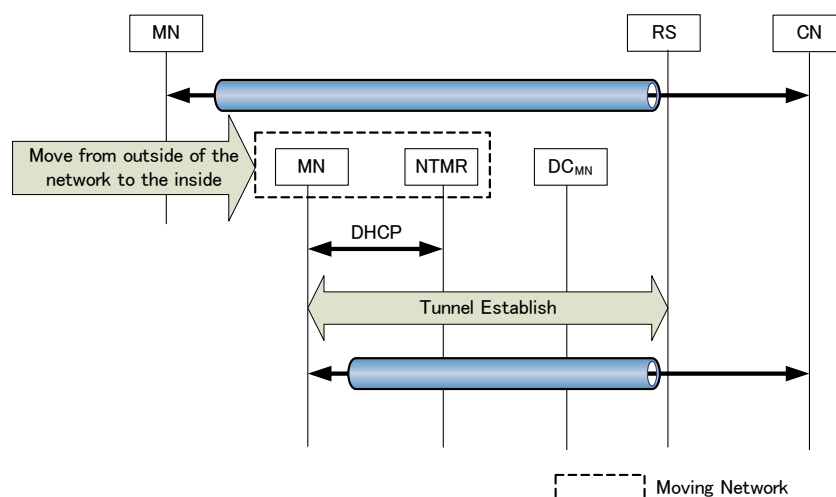 MN
RS
CN
Move from outside of the
network to the inside
MN
NTMR
DCMN
DHCP
Tunnel Establish
Moving Network